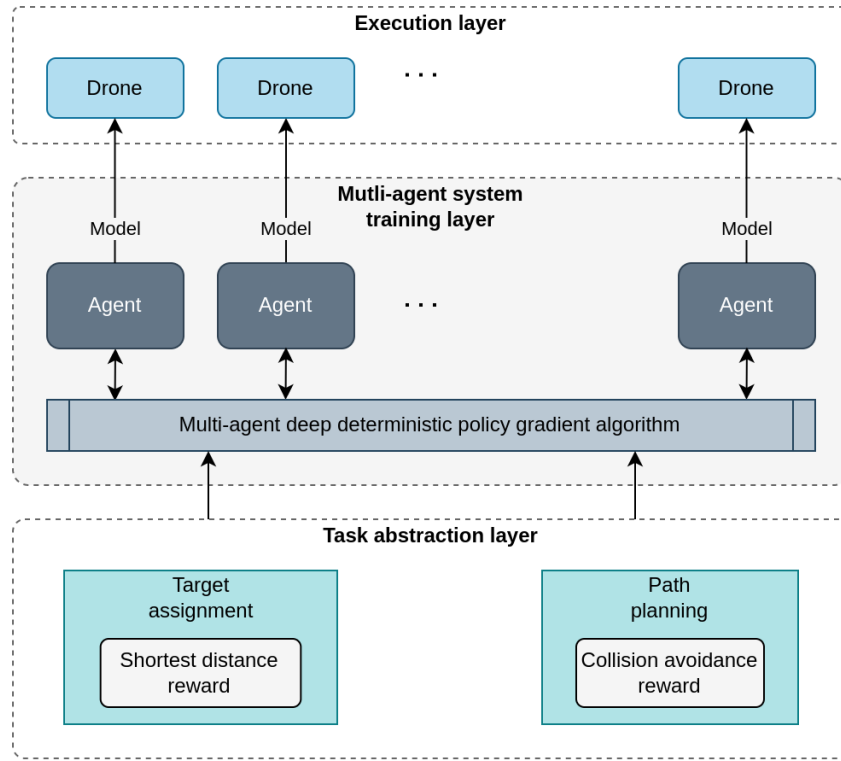 Execution layer
Drone
Drone
. . .
Drone
Mutli-agent system
training layer
Model
Model
Model
Agent
Agent
. . .
Agent
Multi-agent deep deterministic policy gradient algorithm
Task abstraction layer
Target
assignment
Shortest distance
reward
Path
planning
Collision avoidance
reward